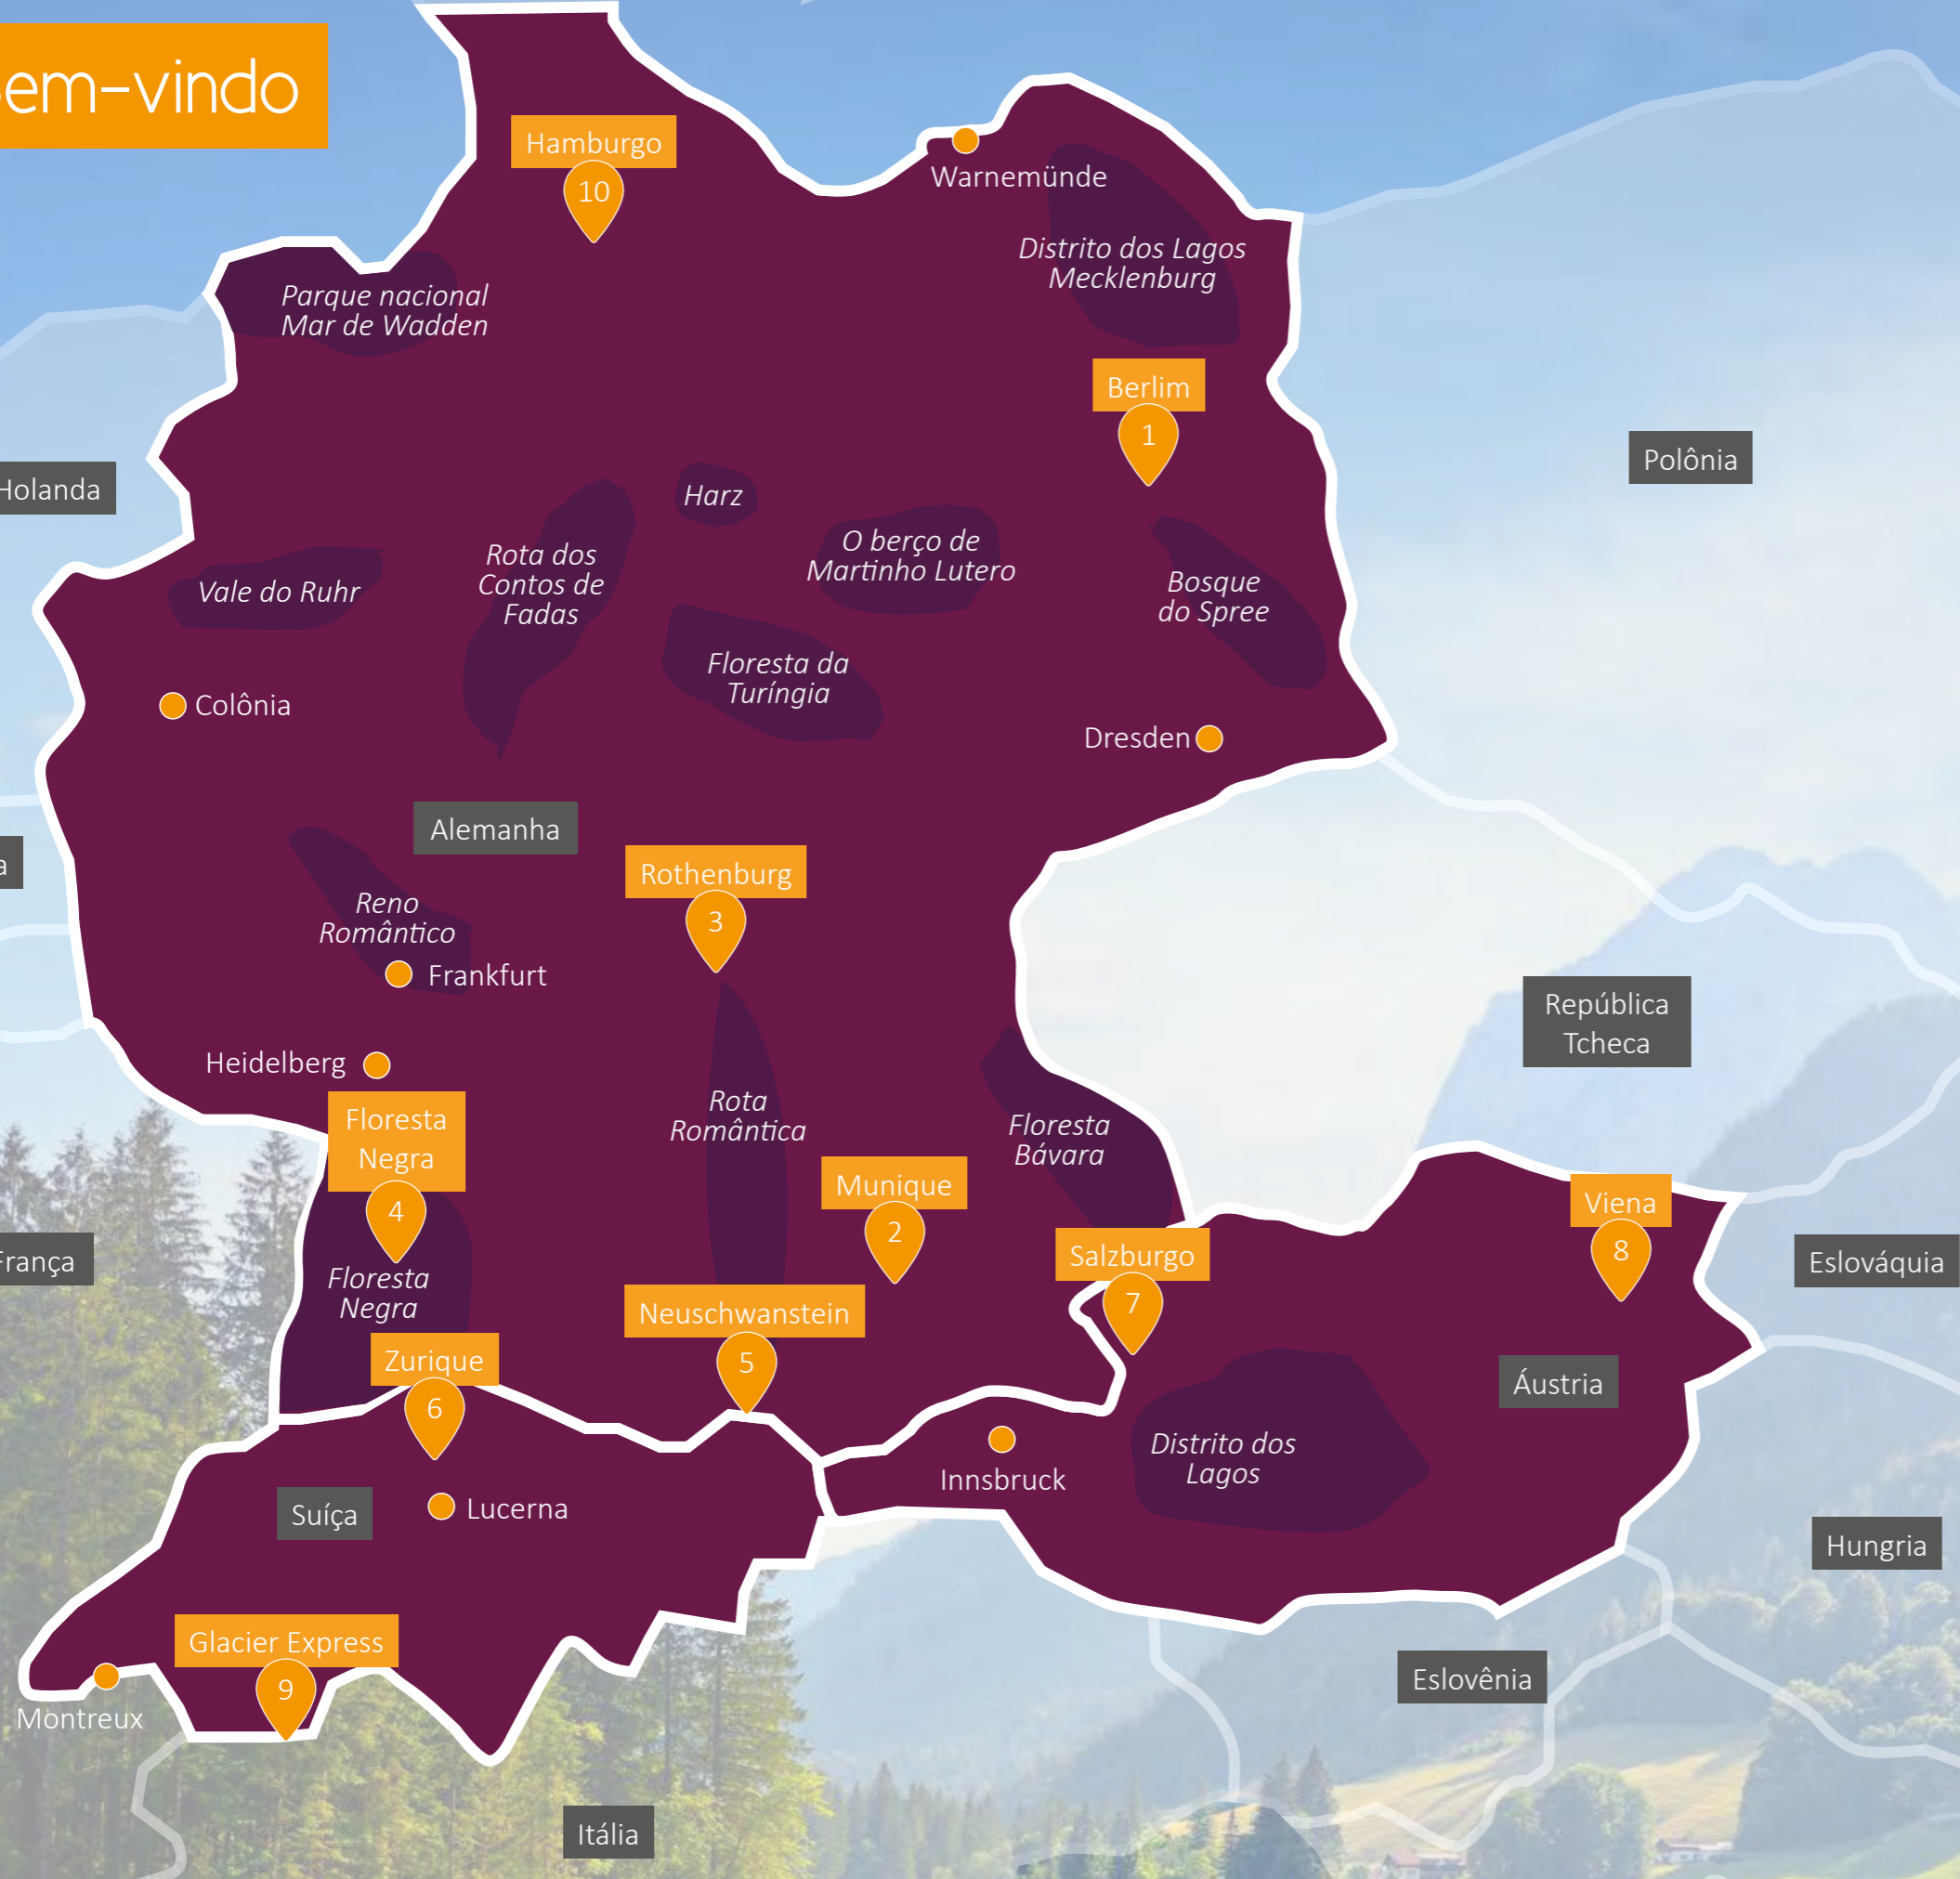 em-vindo
Hamburgo
10
Warnemünde
Distrito dos Lagos
Mecklenburg
Parque nacional
Mar de Wadden
Berlim
1
Polônia
Holanda
Harz
O berço de
Martinho Lutero
Rota dos
Contos de
Fadas
Vale do Ruhr
Bosque
do Spree
Floresta da
Turíngia
Colônia
Dresden
Alemanha
a
Rothenburg
3
Reno
Romântico
Frankfurt
República
Tcheca
Heidelberg
Floresta
Negra
4
Rota
Romântica
Floresta
Bávara
Munique
2
Viena
8
França
Salzburgo
7
Eslováquia
Floresta
Negra
Neuschwanstein
5
Zurique
6
Áustria
Distrito dos
Lagos
Innsbruck
Suíça
Lucerna
Hungria
Glacier Express
9
Eslovênia
Montreux
Itália